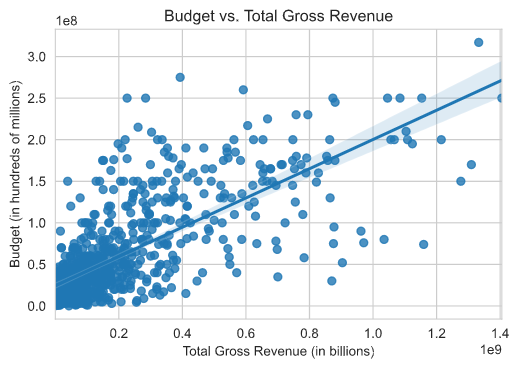 Budget vs. Total Gross Revenue
1e8
3.0
2.5
2.0
1.5
1.0
0.5
0.0
Budget (in hundreds of millions)
0.2 0.4 0.6 0.8 1.0 1.2 1.4
Total Gross Revenue (in billions)
1e9